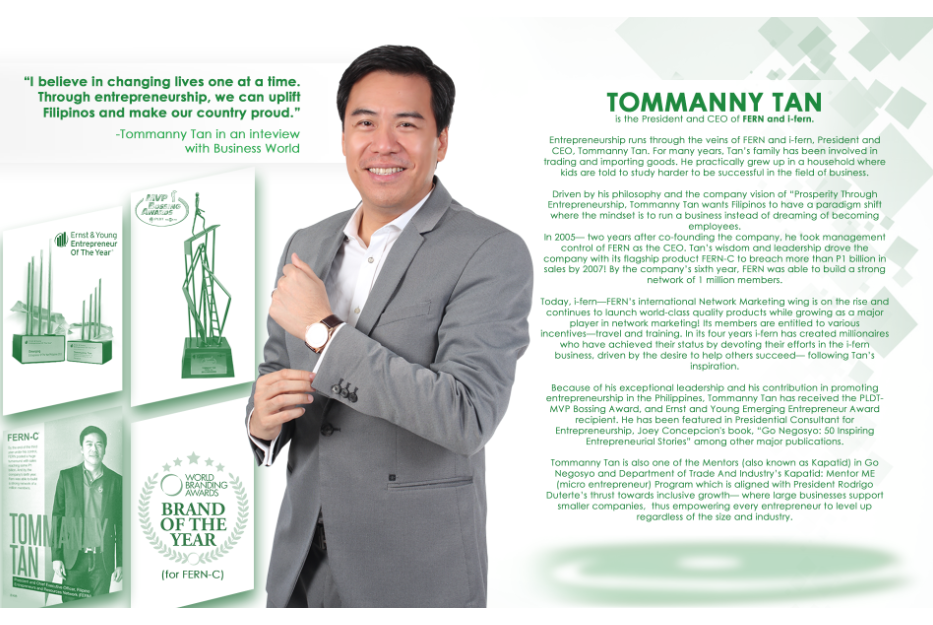 “I believe in changing lives one at a time.
Through entrepreneurship, we can uplift
Filipinos and make our country proud.”
-Tommanny Tan in an inteview
with Business World
Ernst & Young
Entrepreneur
Of The Year
MVP
BOSSING
AWARDS
FERN-C
TOMMANNY
TAN
WORLD
BRANDING
AWARDS
BRAND
OF THE
YEAR
(for FERN-C)
TOMMANNY TAN
is the President and CEO of FERN and i-fern.
Entrepreneurship runs through the veins of FERN and i-fern, President and
CEO, Tommanny Tan. For many years, Tan’s family has been involved in
trading and importing goods. He practically grew up in a household where
kids are told to study harder to be successful in the field of business.
Driven by his philosophy and the company vision of “Prosperity Through
Entrepreneurship, Tommanny Tan wants Filipinos to have a paradigm shift
where the mindset is to run a business instead of dreaming of becoming
employees.
In 2005— two years after co-founding the company, he took management
control of FERN as the CEO. Tan’s wisdom and leadership drove the
company with its flagship product FERN-C to breach more than P1 billion in
sales by 2007! By the company’s sixth year, FERN was able to build a strong
network of 1 million members.
Today, i-fern—FERN’s international Network Marketing wing is on the rise and
continues to launch world-class quality products while growing as a major
player in network marketing! Its members are entitled to various
incentives—travel and training. In its four years i-fern has created millionaires
who have achieved their status by devoting their efforts in the i-fern
business, driven by the desire to help others succeed— following Tan’s
inspiration.
Because of his exceptional leadership and his contribution in promoting
entrepreneurship in the Philippines, Tommanny Tan has received the PLDT-
MVP Bossing Award, and Ernst and Young Emerging Entrepreneur Award
recipient. He has been featured in Presidential Consultant for
Entrepreneurship, Joey Concepcion's book, “Go Negosyo: 50 Inspiring
Entrepreneurial Stories” among other major publications.
Tommanny Tan is also one of the Mentors (also known as Kapatid) in Go
Negosyo and Department of Trade And Industry’s Kapatid: Mentor ME
(micro entrepreneur) Program which is aligned with President Rodrigo
Duterte’s thrust towards inclusive growth— where large businesses support
smaller companies, thus empowering every entrepreneur to level up
regardless of the size and industry.